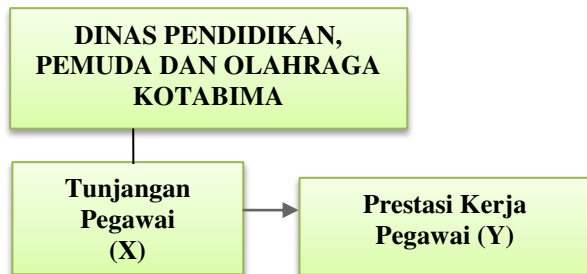 DINAS PENDIDIKAN,
PEMUDA DAN OLAHRAGA
KOTABIMA
Tunjangan
Pegawai
(X)
Prestasi Kerja
Pegawai (Y)